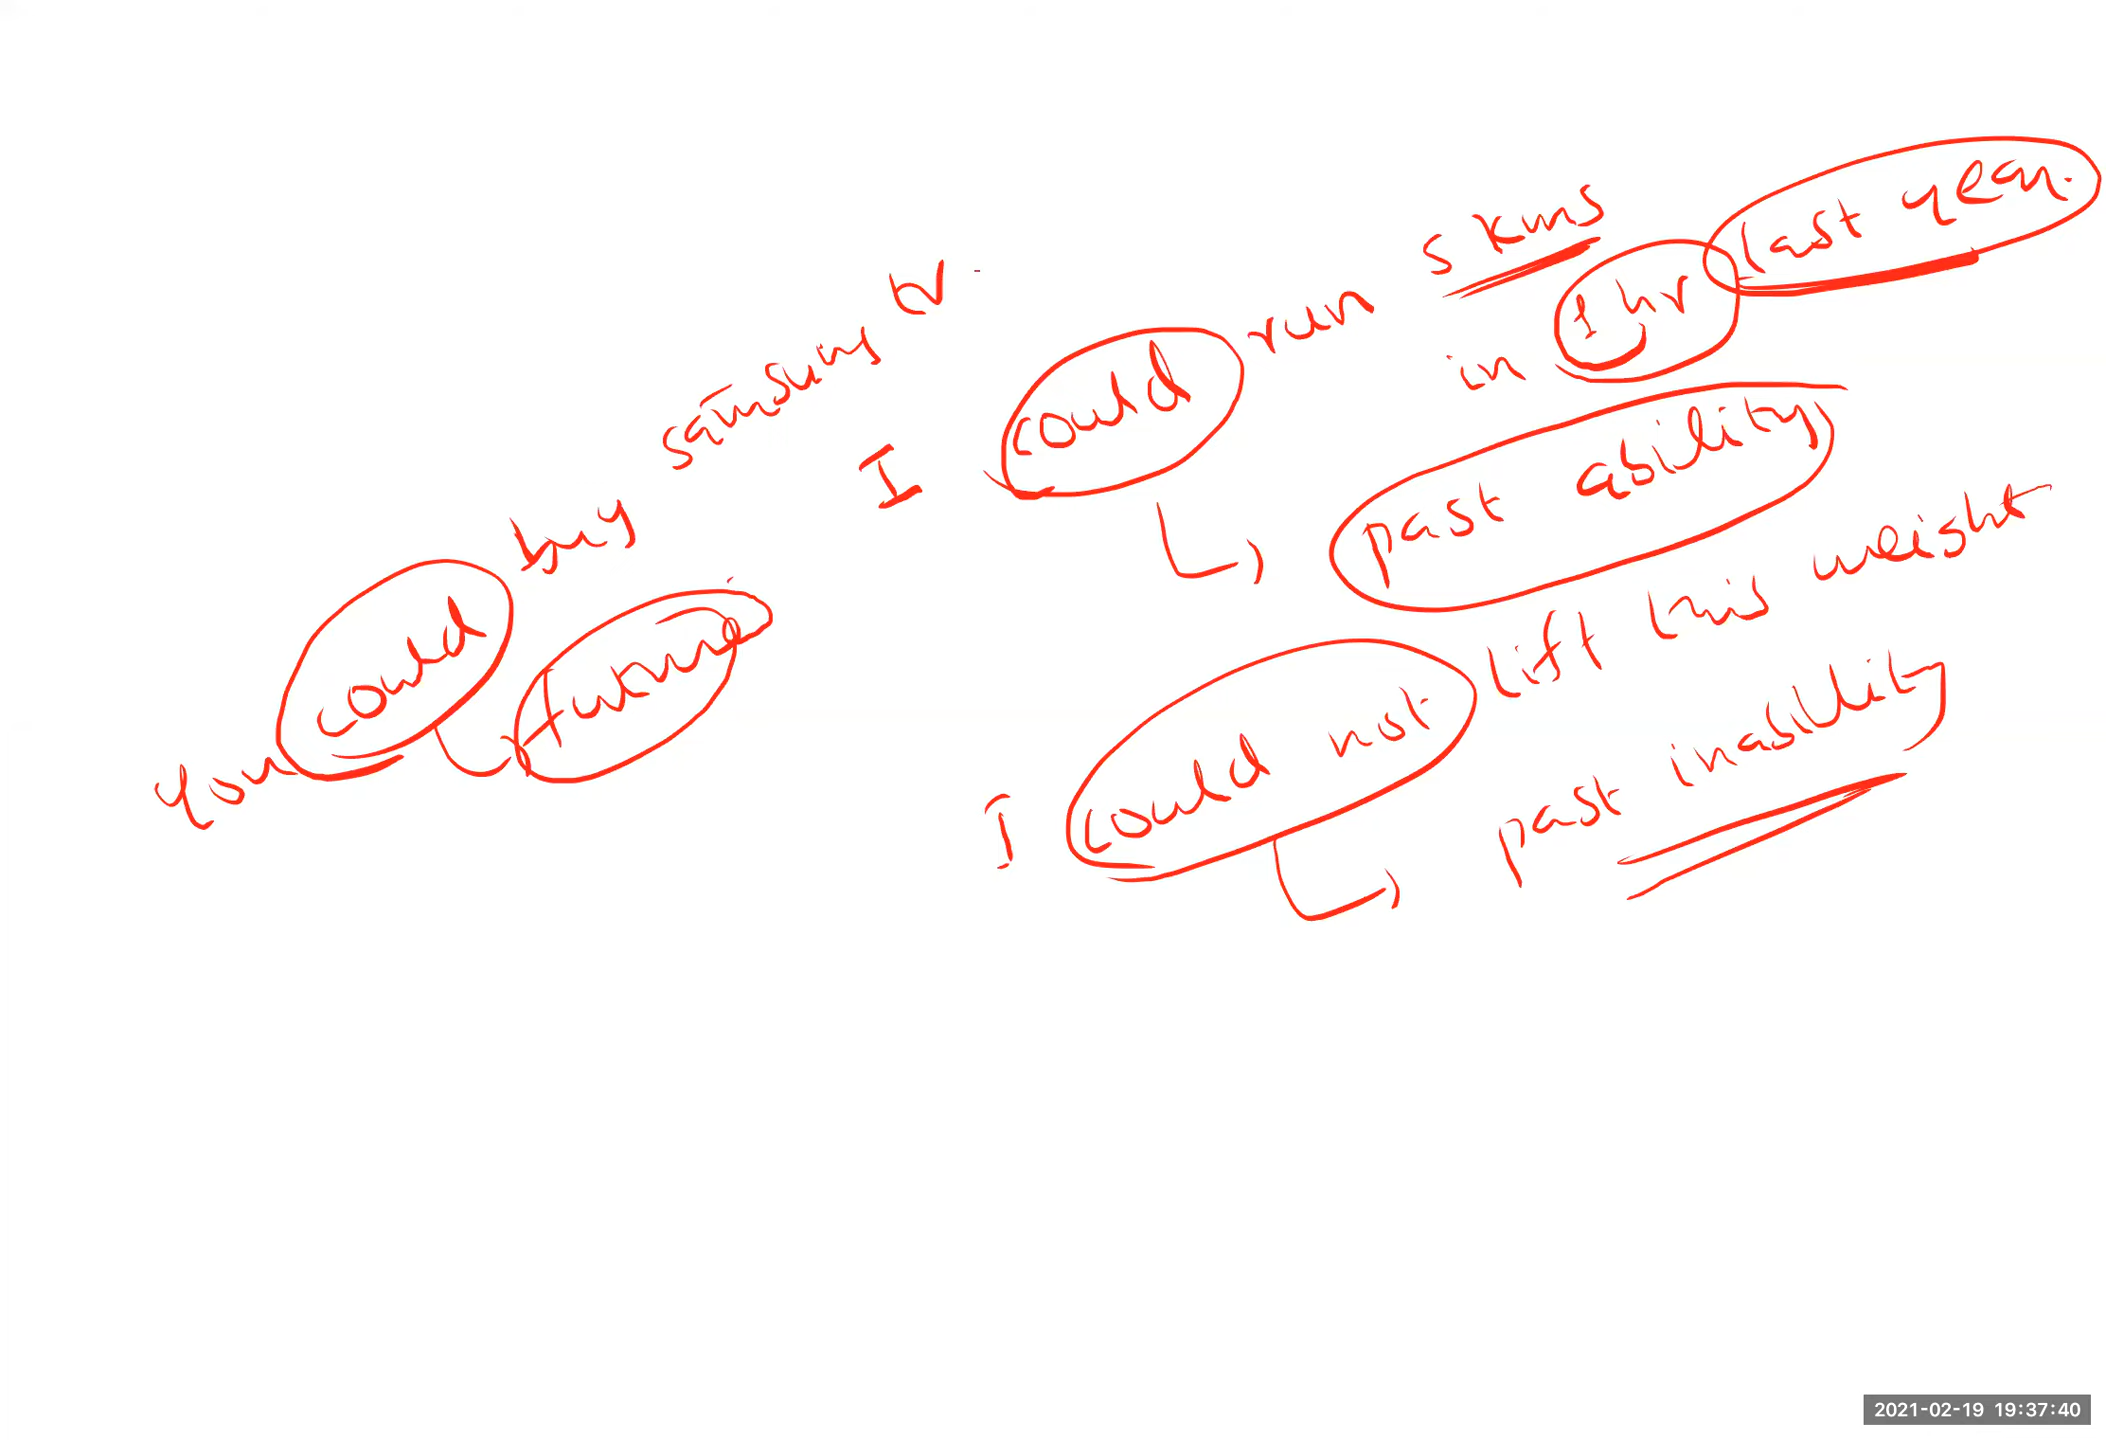 You could buy samsung tv.
future
I could run 5 kms
in 1 hr last year.
past ability
I could not lift this weight
past inability
2021-02-19 19:37:40